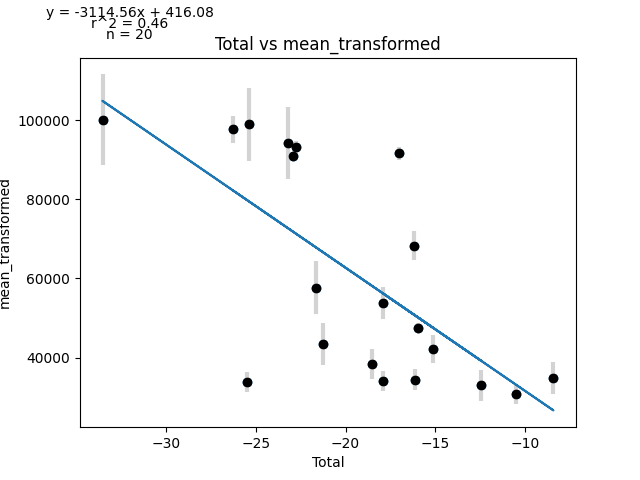 y = -3114.56x + 416.08
r^2 = 0.46
n = 20
Total vs mean_transformed
100000
80000
60000
40000
mean_transformed
−30
−25
−20
−15
−10
Total